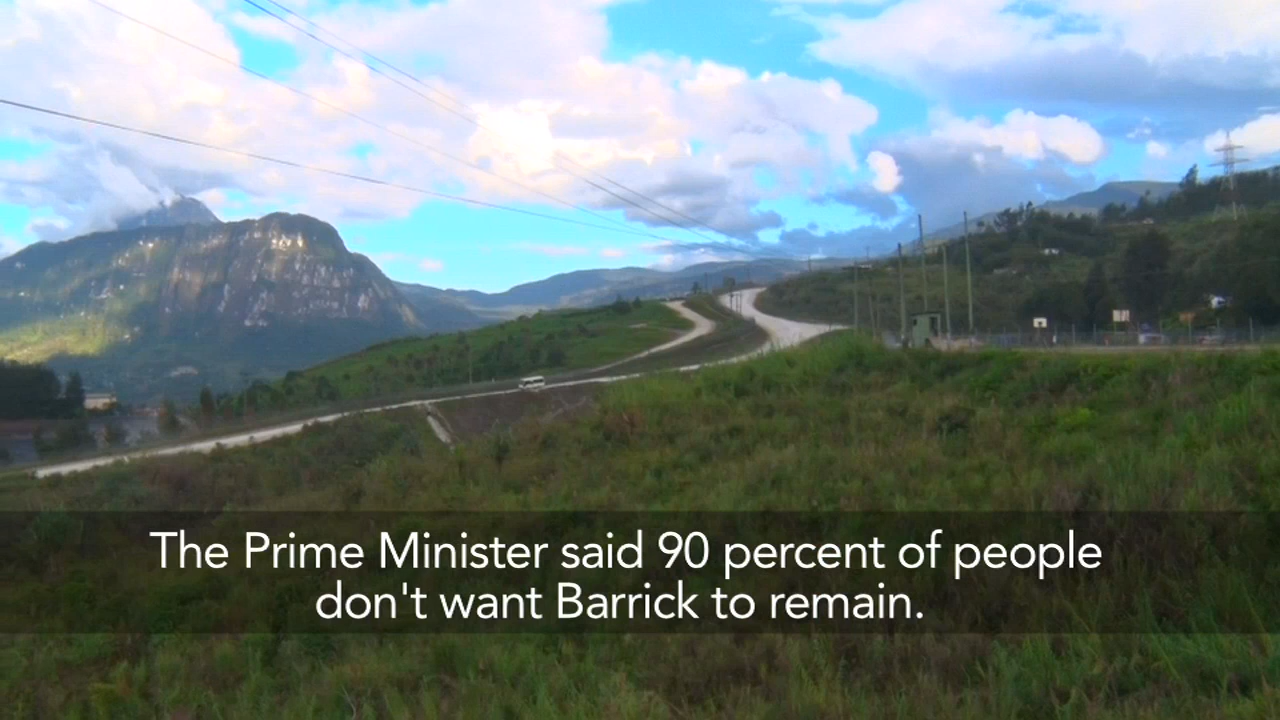 The Prime Minister said 90 percent of people
don't want Barrick to remain.